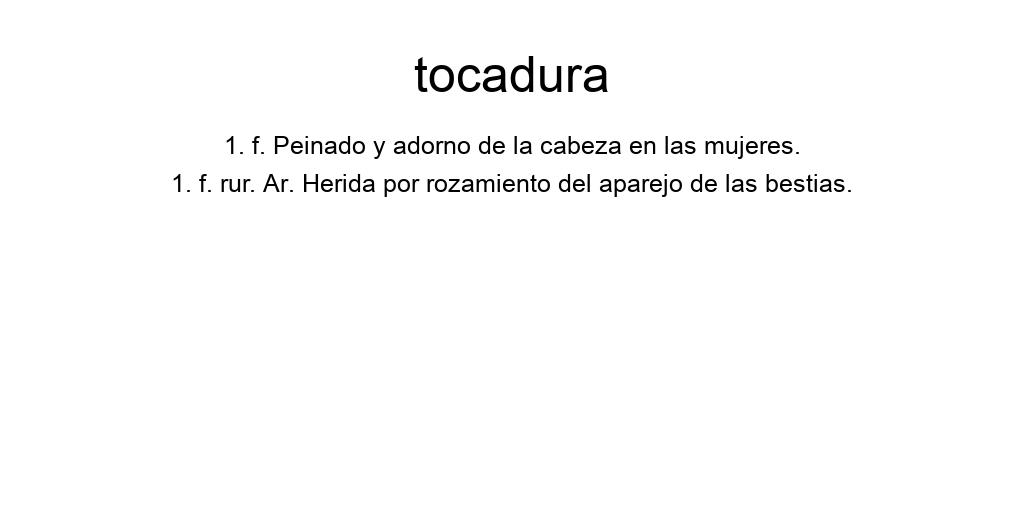 tocadura
1. f. Peinado y adorno de la cabeza en las mujeres.
1. f. rur. Ar. Herida por rozamiento del aparejo de las bestias.